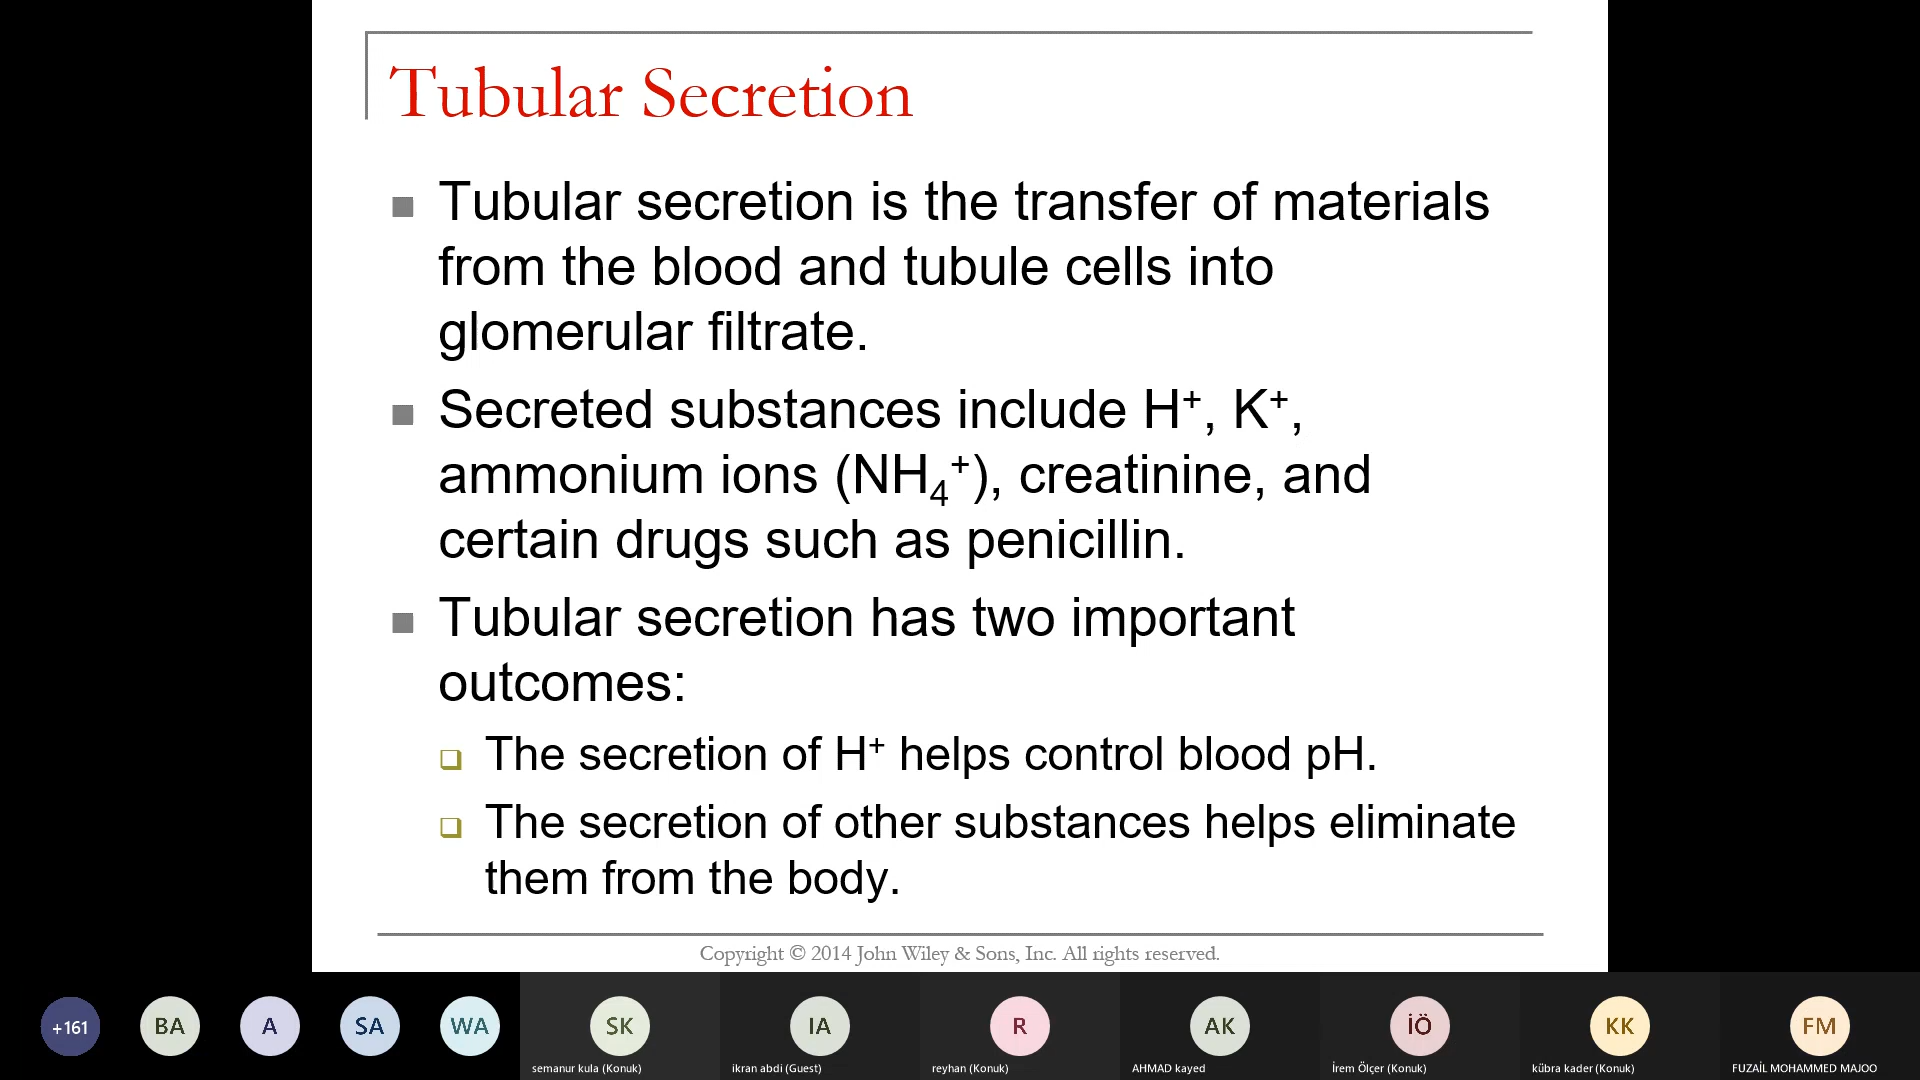 Tubular Secretion
Tubular secretion is the transfer of materials
from the blood and tubule cells into
glomerular filtrate.
Secreted substances include H⁺, K⁺,
ammonium ions (NH₄⁺), creatinine, and
certain drugs such as penicillin.
Tubular secretion has two important
outcomes:
The secretion of H⁺ helps control blood pH.
The secretion of other substances helps eliminate
them from the body.
Copyright © 2014 John Wiley & Sons, Inc. All rights reserved.
+161 BA A SA WA SK IA R AK İÖ KK FM
semanur kula (Konuk) ikran abdi (Guest) reyhan (Konuk) AHMAD kayed İrem Ölçer (Konuk) kübra kader (Konuk) FUZAİL MOHAMMED MAJOO